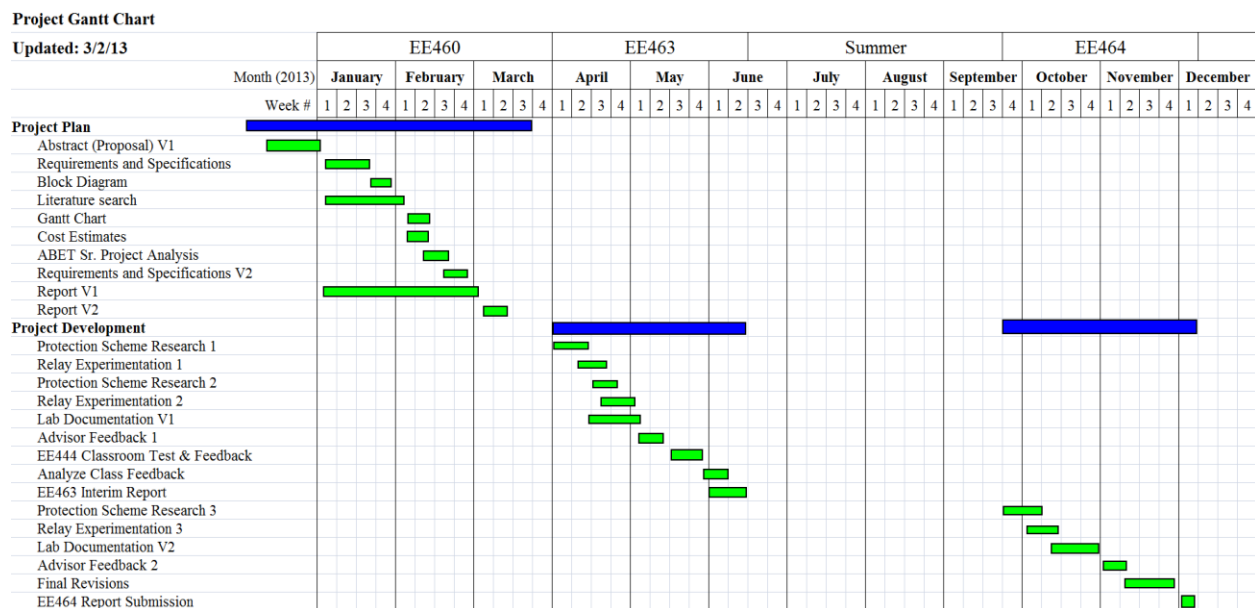 Project Gantt Chart
Updated: 3/2/13 EE460 EE463 Summer EE464
Month (2013) January February March April May June July August September October November December
Week # 1 2 3 4 1 2 3 4 1 2 3 4 1 2 3 4 1 2 3 4 1 2 3 4 1 2 3 4 1 2 3 4 1 2 3 4 1 2 3 4 1 2 3 4 1 2 3 4
Project Plan
Abstract (Proposal) V1
Requirements and Specifications
Block Diagram
Literature search
Gantt Chart
Cost Estimates
ABET Sr. Project Analysis
Requirements and Specifications V2
Report V1
Report V2
Project Development
Protection Scheme Research 1
Relay Experimentation 1
Protection Scheme Research 2
Relay Experimentation 2
Lab Documentation V1
Advisor Feedback 1
EE444 Classroom Test & Feedback
Analyze Class Feedback
EE463 Interim Report
Protection Scheme Research 3
Relay Experimentation 3
Lab Documentation V2
Advisor Feedback 2
Final Revisions
EE464 Report Submission